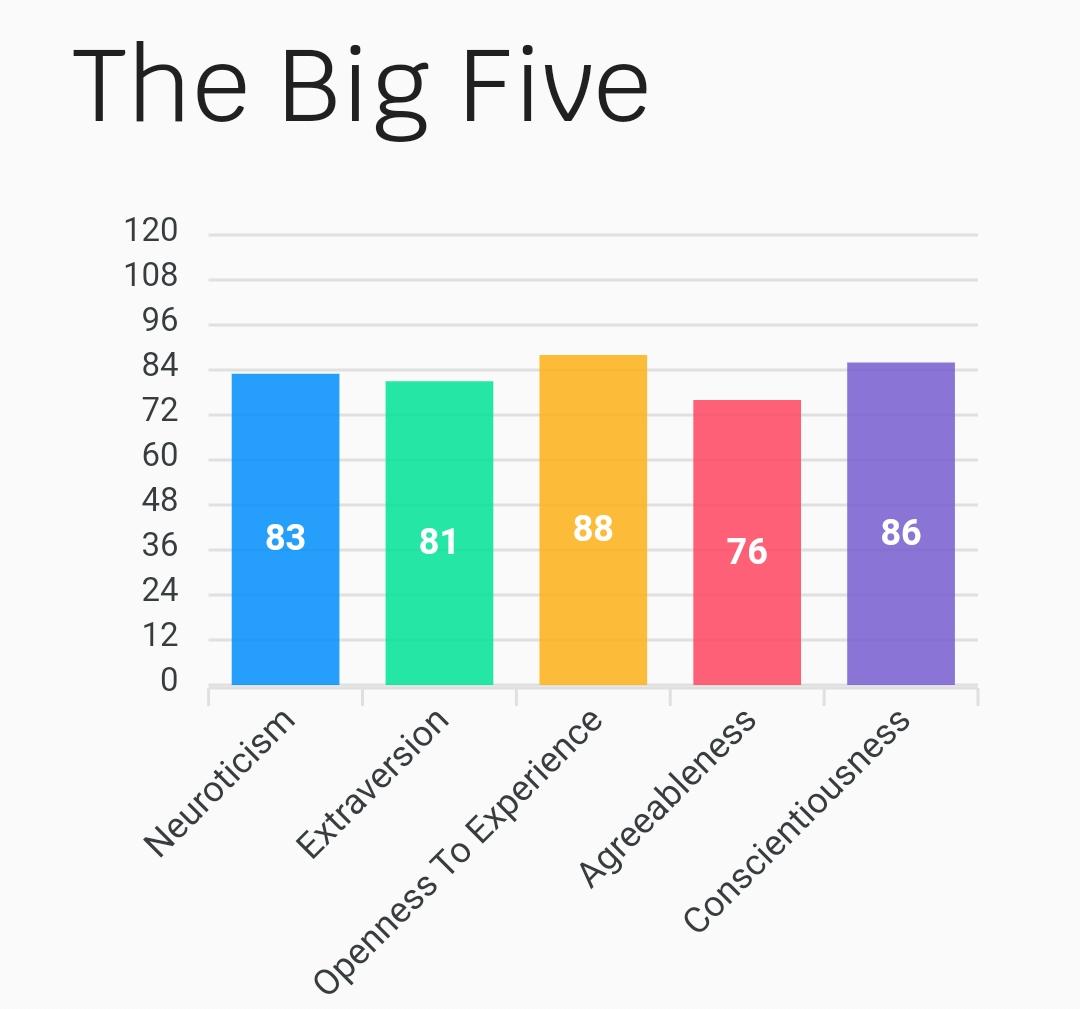 The Big Five
120
108
96
84
72
60
48
36
24
12
0
83
81
88
76
86
Neuroticism
Extraversion
Openness To Experience
Agreeableness
Conscientiousness